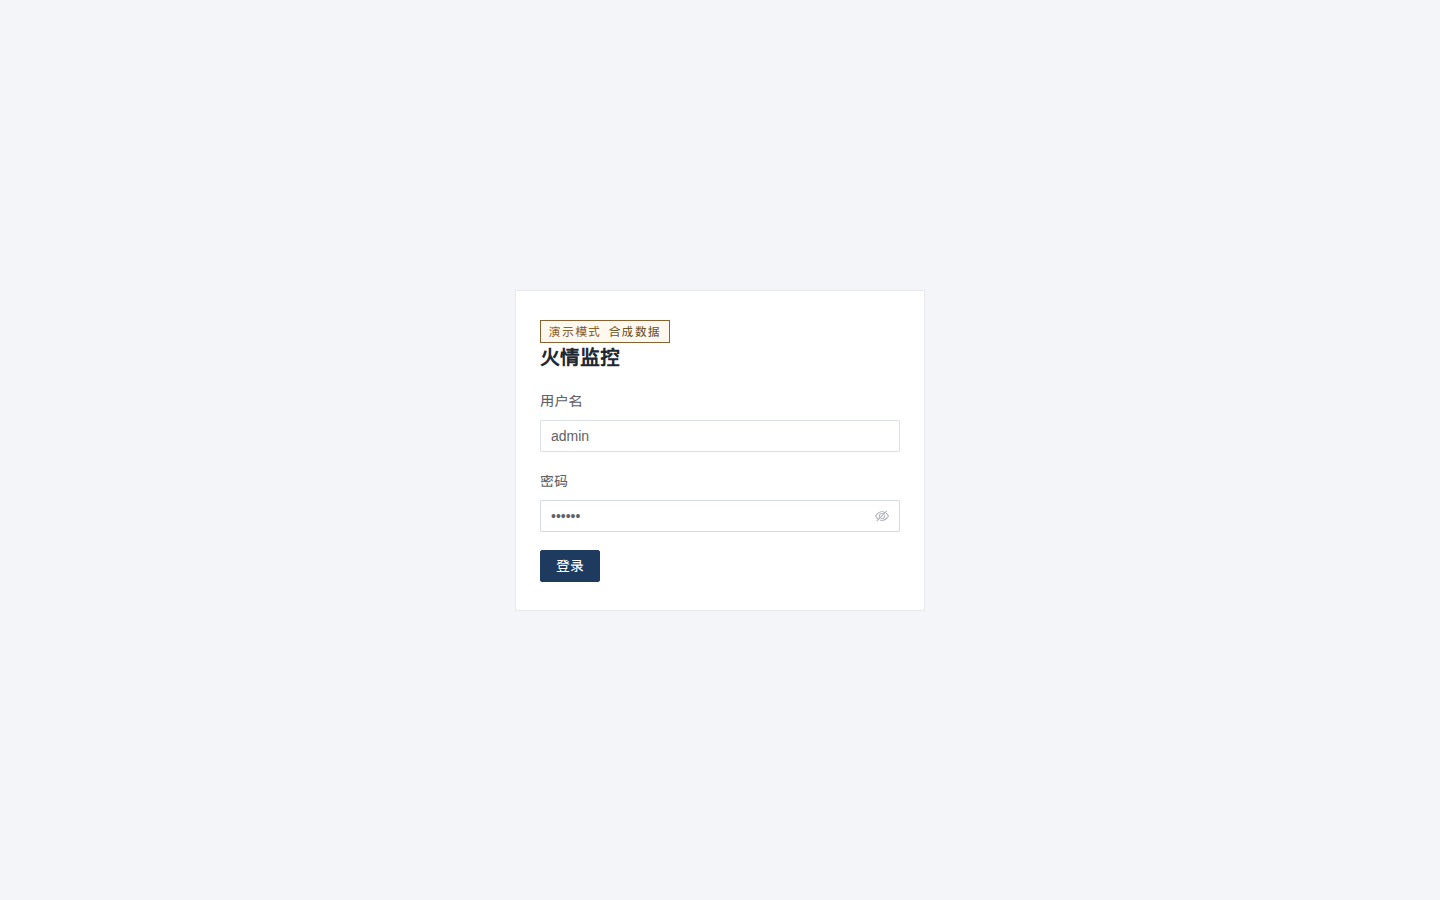 演示模式 合成数据
火情监控
用户名
admin
密码
••••••
登录